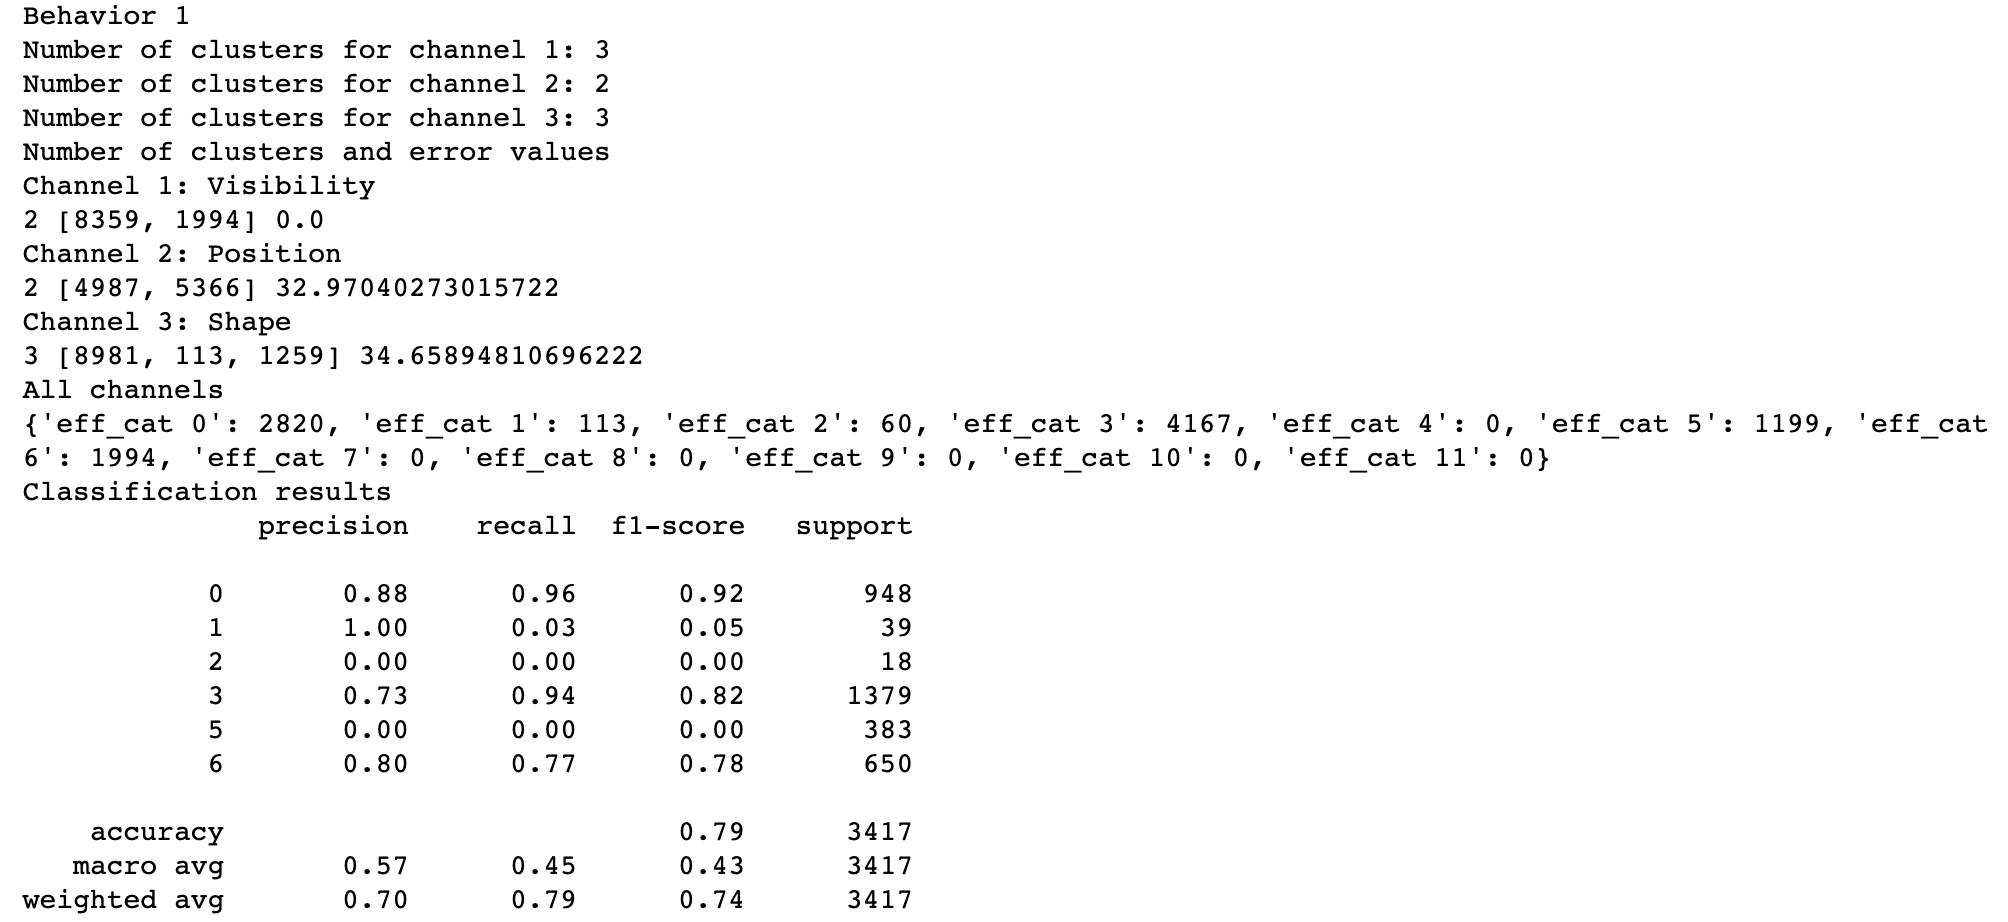 Behavior 1
Number of clusters for channel 1: 3
Number of clusters for channel 2: 2
Number of clusters for channel 3: 3
Number of clusters and error values
Channel 1: Visibility
2 [8359, 1994] 0.0
Channel 2: Position
2 [4987, 5366] 32.97040273015722
Channel 3: Shape
3 [8981, 113, 1259] 34.65894810696222
All channels
{'eff_cat 0': 2820, 'eff_cat 1': 113, 'eff_cat 2': 60, 'eff_cat 3': 4167, 'eff_cat 4': 0, 'eff_cat 5': 1199, 'eff_cat
6': 1994, 'eff_cat 7': 0, 'eff_cat 8': 0, 'eff_cat 9': 0, 'eff_cat 10': 0, 'eff_cat 11': 0}
Classification results
precision recall f1-score support
0 0.88 0.96 0.92 948
1 1.00 0.03 0.05 39
2 0.00 0.00 0.00 18
3 0.73 0.94 0.82 1379
5 0.00 0.00 0.00 383
6 0.80 0.77 0.78 650
accuracy 0.79 3417
macro avg 0.57 0.45 0.43 3417
weighted avg 0.70 0.79 0.74 3417